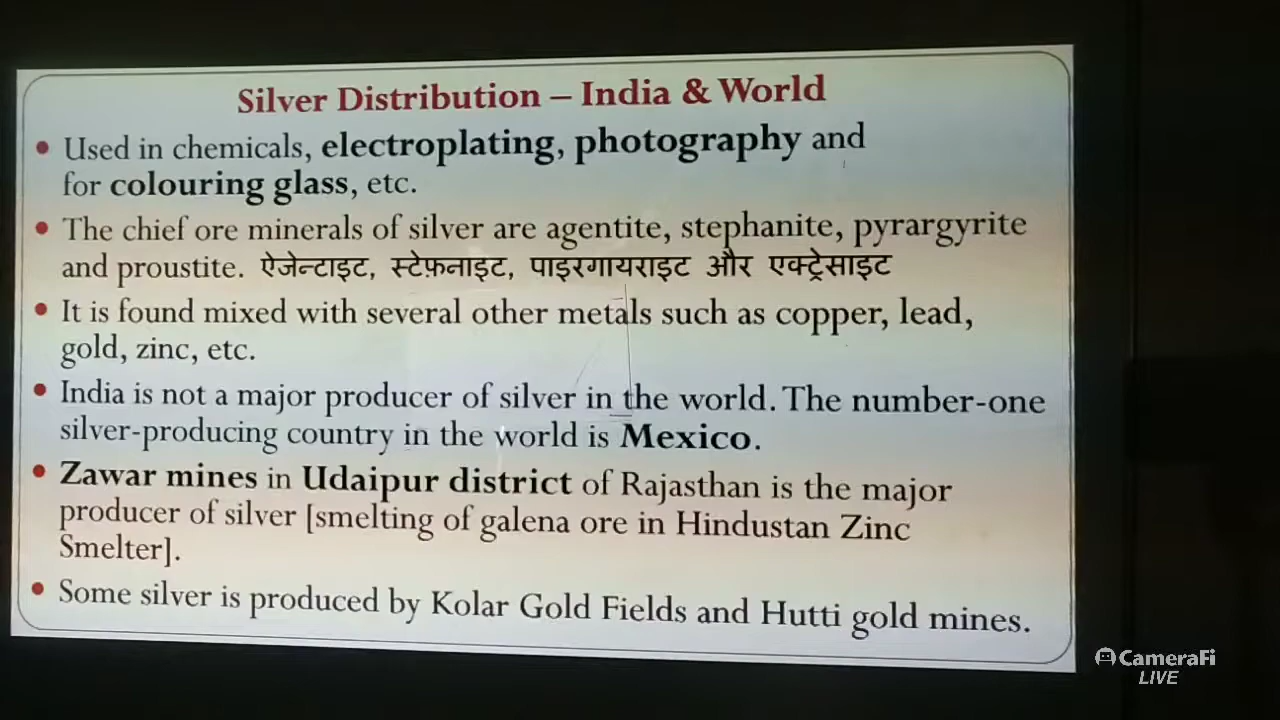 Silver Distribution – India & World
• Used in chemicals, electroplating, photography and
for colouring glass, etc.
• The chief ore minerals of silver are agentite, stephanite, pyrargyrite
and proustite. ऐजेन्टाइट, स्टेफ़नाइट, पाइरगायराइट और एक्ट्रेसाइट
• It is found mixed with several other metals such as copper, lead,
gold, zinc, etc.
• India is not a major producer of silver in the world. The number-one
silver-producing country in the world is Mexico.
• Zawar mines in Udaipur district of Rajasthan is the major
producer of silver [smelting of galena ore in Hindustan Zinc
Smelter].
• Some silver is produced by Kolar Gold Fields and Hutti gold mines.
CameraFi
LIVE